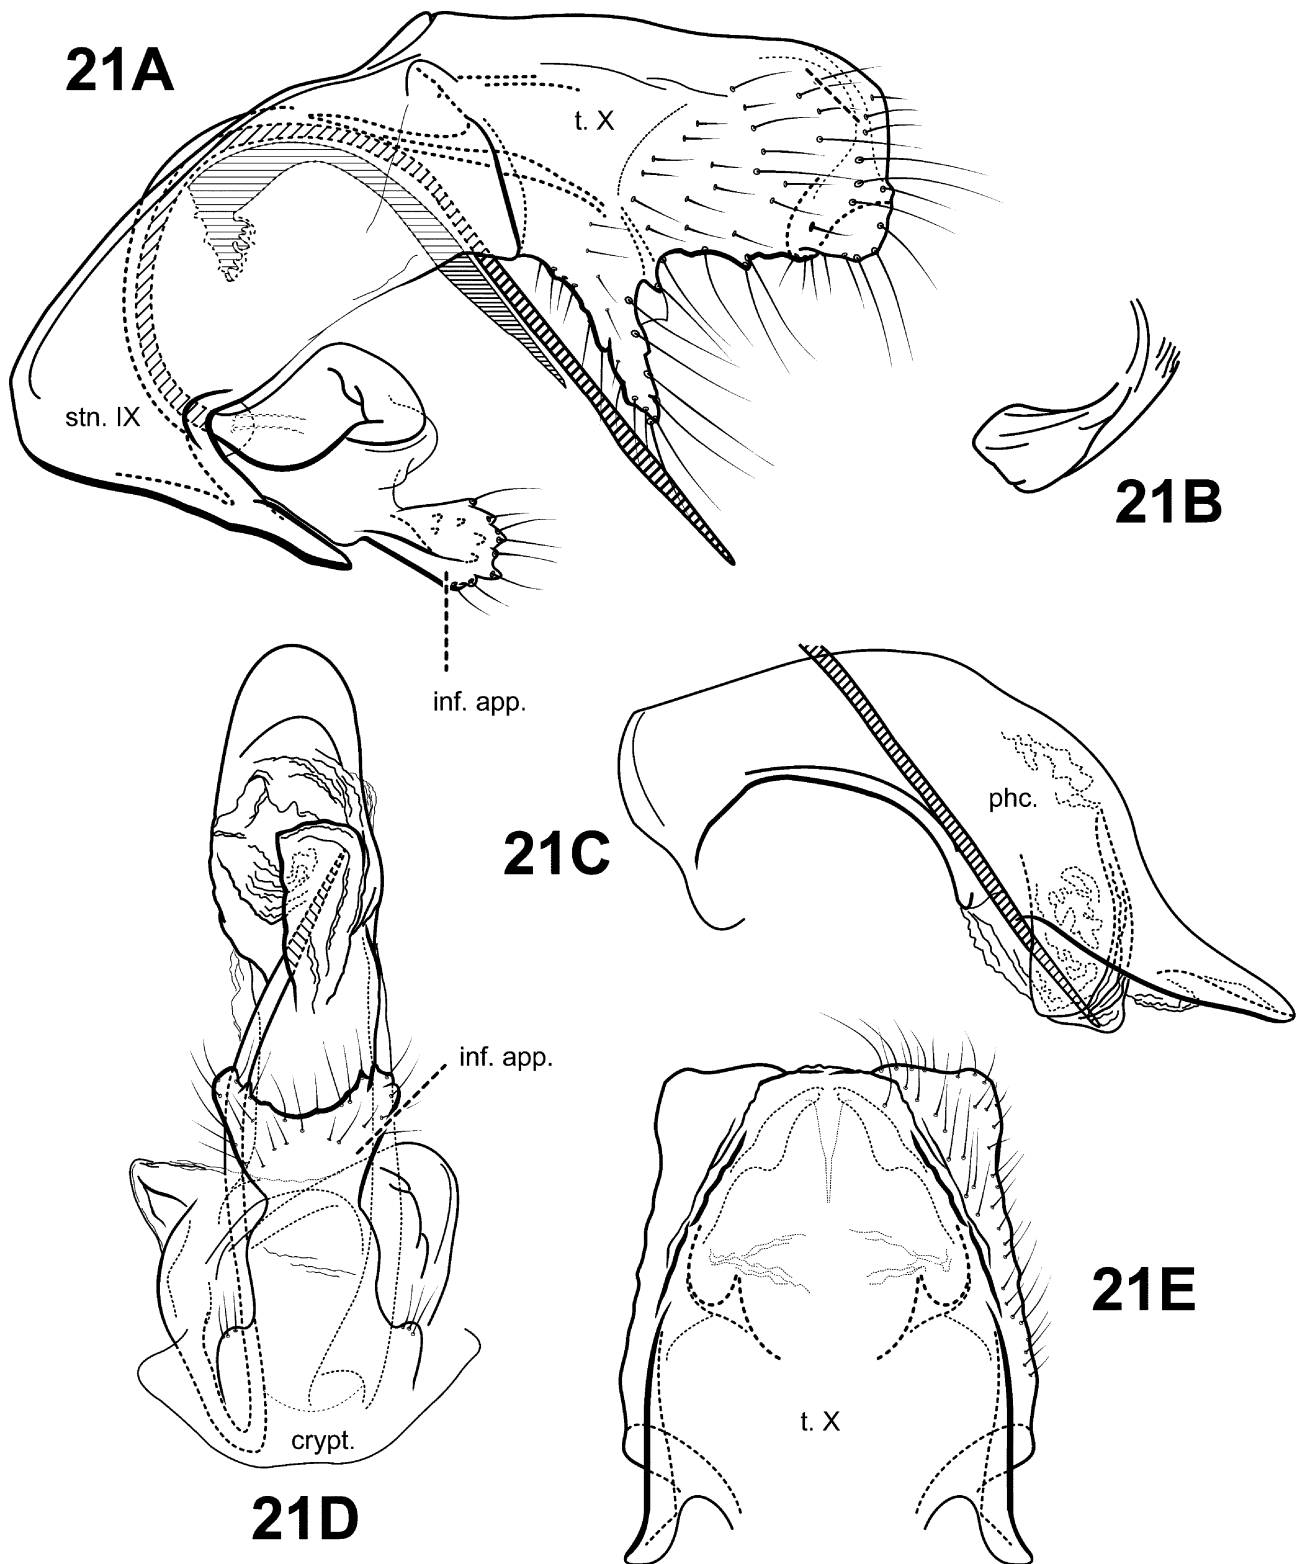 21A
t. X
stn. IX
21B
inf. app.
phc.
21C
inf. app.
21E
t. X
crypt.
21D